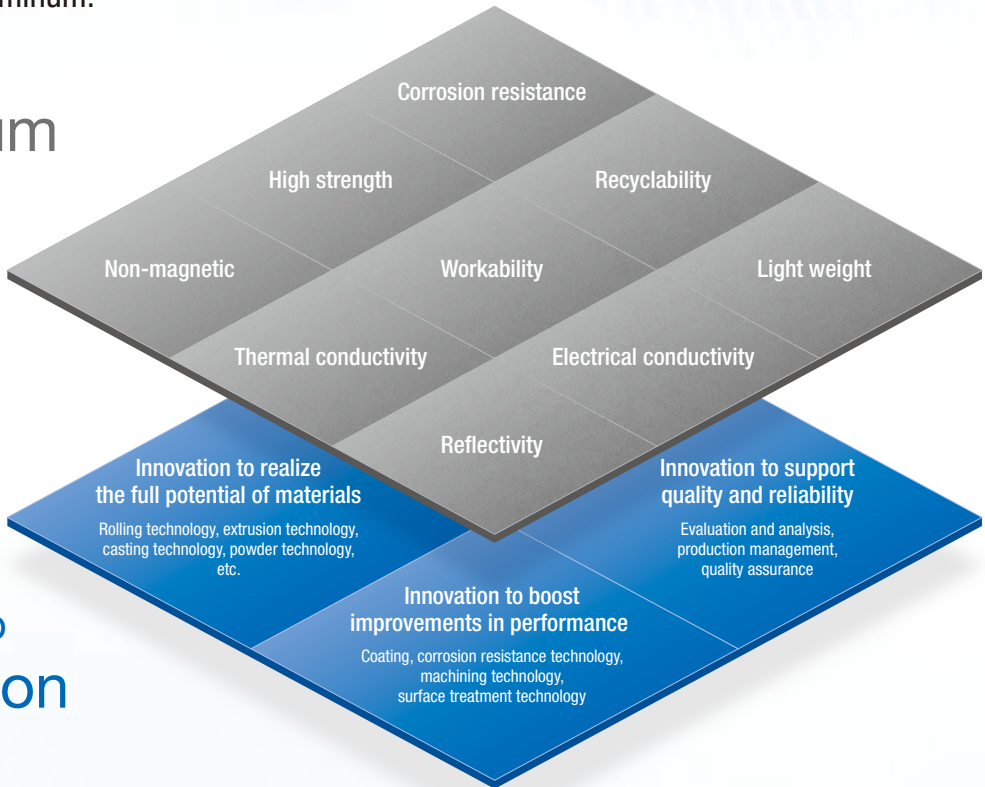 Corrosion resistance
High strength
Recyclability
Non-magnetic
Workability
Light weight
Thermal conductivity
Electrical conductivity
Reflectivity
Innovation to realize
the full potential of materials
Rolling technology, extrusion technology,
casting technology, powder technology,
etc.
Innovation to support
quality and reliability
Evaluation and analysis,
production management,
quality assurance
Innovation to boost
improvements in performance
Coating, corrosion resistance technology,
machining technology,
surface treatment technology